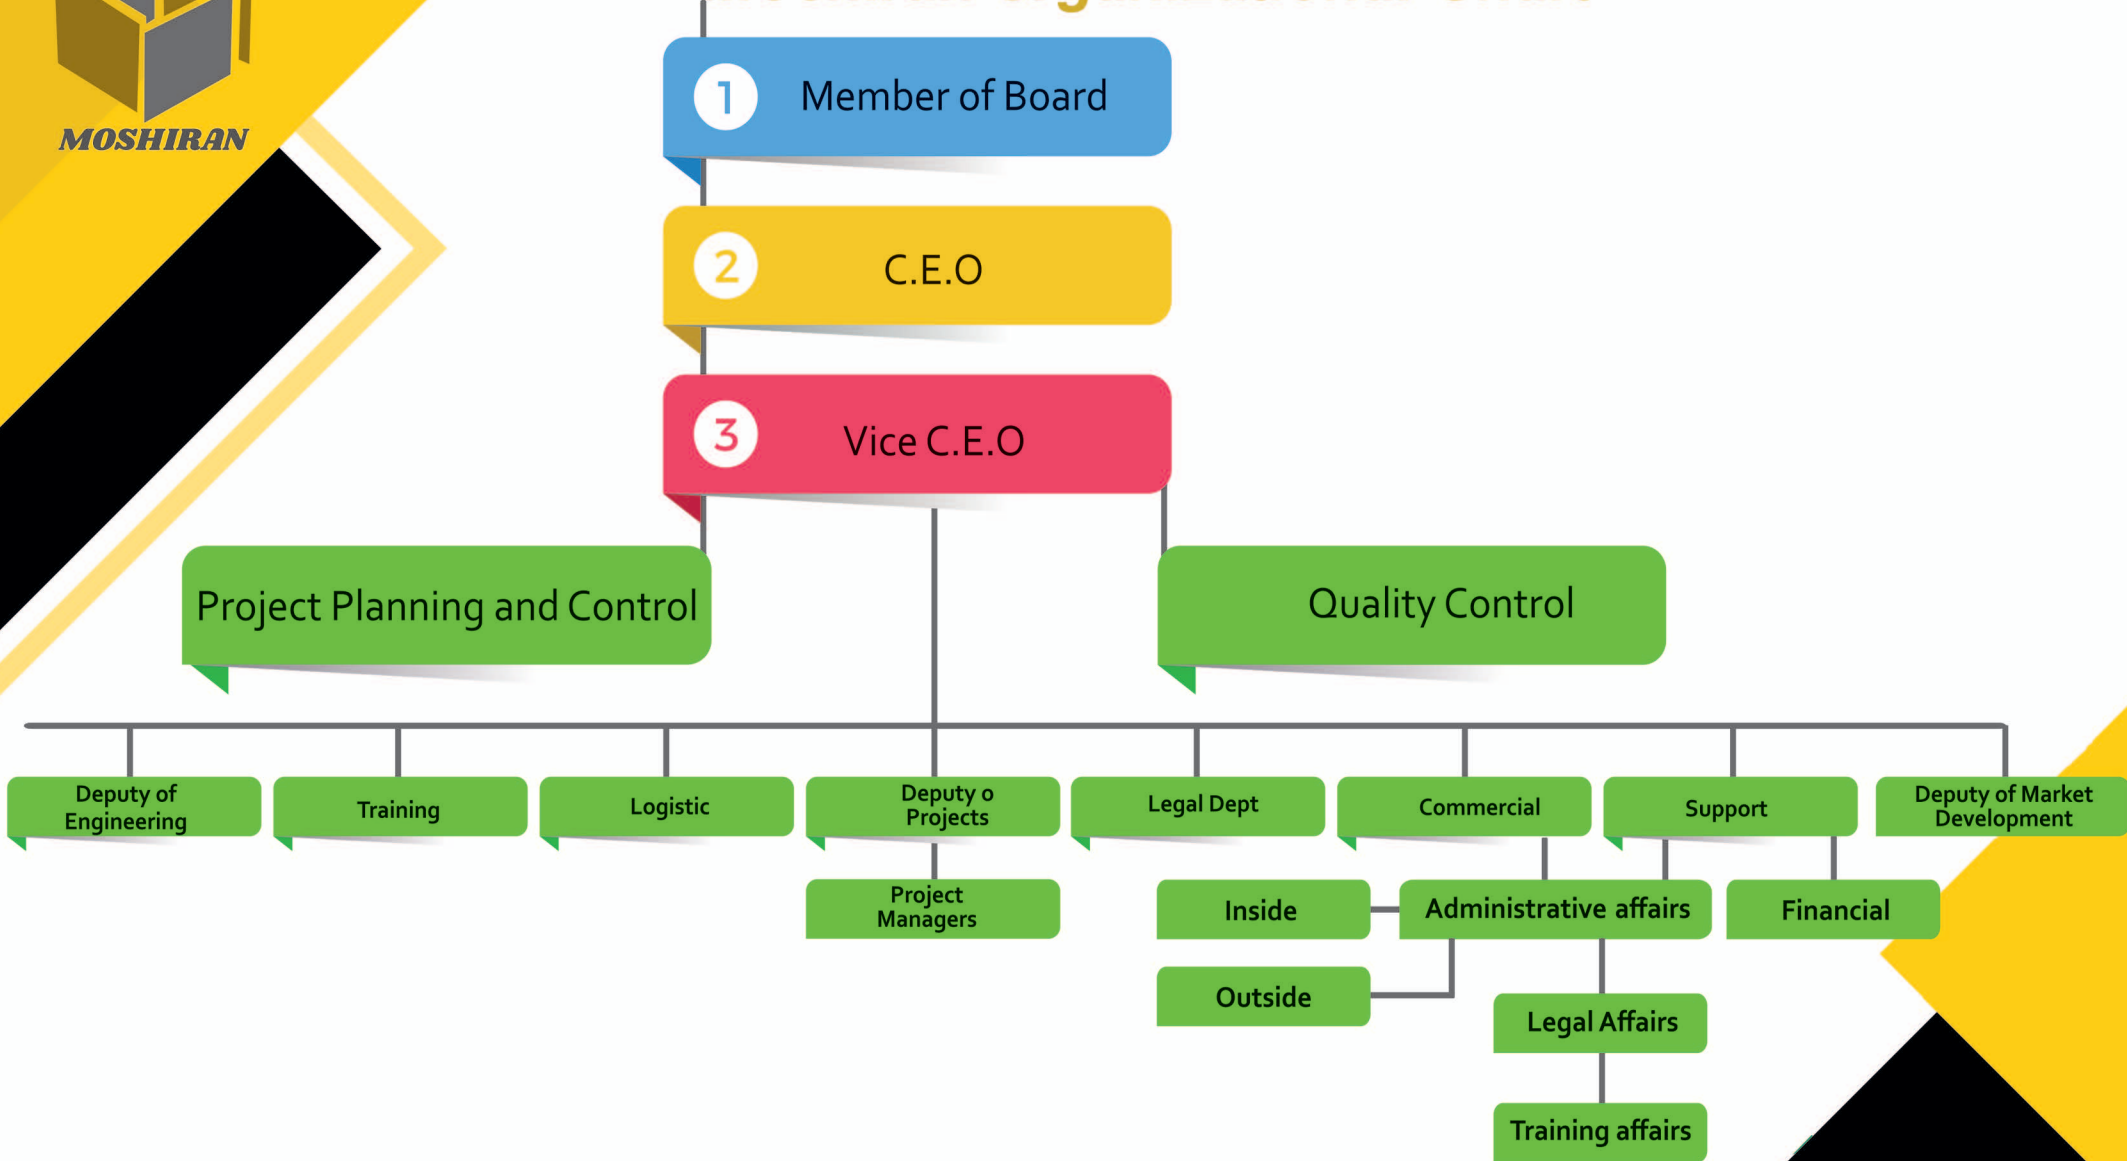 MOSHIRAN
1
Member of Board
2
C.E.O
3
Vice C.E.O
Project Planning and Control
Quality Control
Deputy of
Engineering
Training
Logistic
Deputy o
Projects
Legal Dept
Commercial
Support
Deputy of Market
Development
Project
Managers
Inside
Administrative affairs
Financial
Outside
Legal Affairs
Training affairs